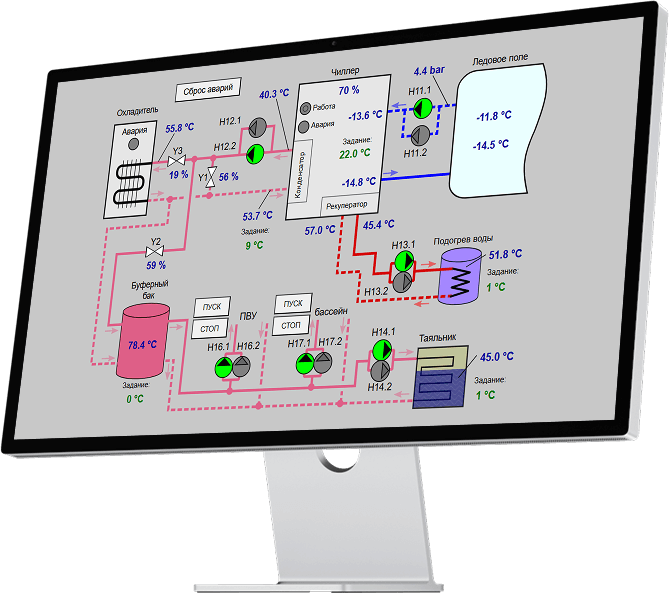 Ледовое поле
Чиллер
4.4 bar
Охладитель
Сброс аварий
40.3 °C
70 %
H11.1
Работа
-13.6 °C
Авария
-11.8 °C
Авария
55.8 °C
H12.1
H12.2
Задание:
22.0 °C
H11.2
-14.5 °C
Y3
19 %
Y1
56 %
Конденсатор
-14.8 °C
Рекуператор
53.7 °C
Задание:
9 °C
57.0 °C
45.4 °C
Y2
59 %
H13.1
H13.2
Подогрев воды
51.8 °C
Задание:
1 °C
Буферный
бак
78.4 °C
Задание:
0 °C
ПУСК
СТОП
ПВУ
H16.1
H16.2
ПУСК
СТОП
бассейн
H17.1
H17.2
H14.1
H14.2
Таяльник
45.0 °C
Задание:
1 °C